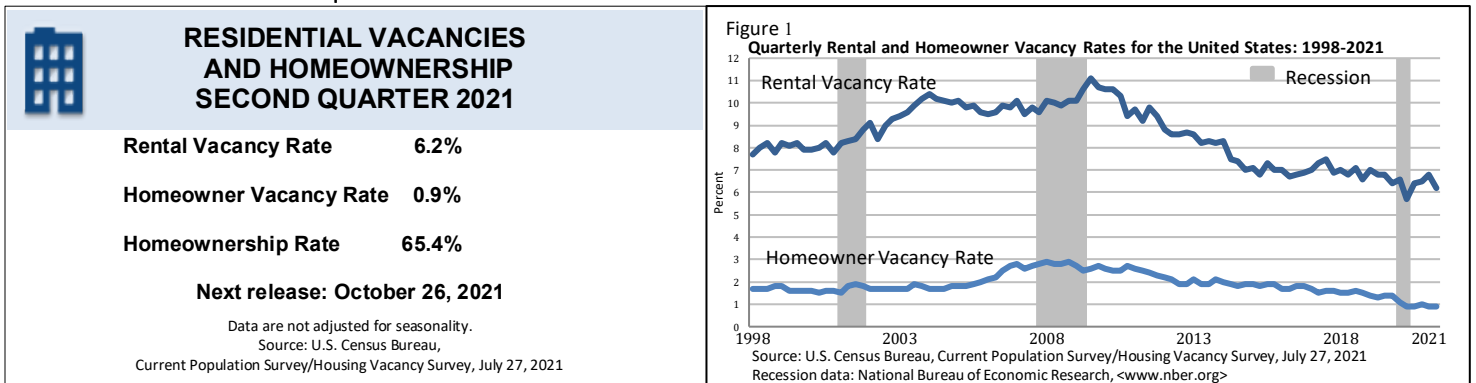 RESIDENTIAL VACANCIES
AND HOMEOWNERSHIP
SECOND QUARTER 2021
Rental Vacancy Rate 6.2%
Homeowner Vacancy Rate 0.9%
Homeownership Rate 65.4%
Next release: October 26, 2021
Data are not adjusted for seasonality.
Source: U.S. Census Bureau,
Current Population Survey/Housing Vacancy Survey, July 27, 2021
Figure 1
Quarterly Rental and Homeowner Vacancy Rates for the United States: 1998-2021
Percent
12
11
10
9
8
7
6
5
4
3
2
1
0
Rental Vacancy Rate
Recession
Homeowner Vacancy Rate
1998 2003 2008 2013 2018 2021
Source: U.S. Census Bureau, Current Population Survey/Housing Vacancy Survey, July 27, 2021
Recession data: National Bureau of Economic Research, <www.nber.org>